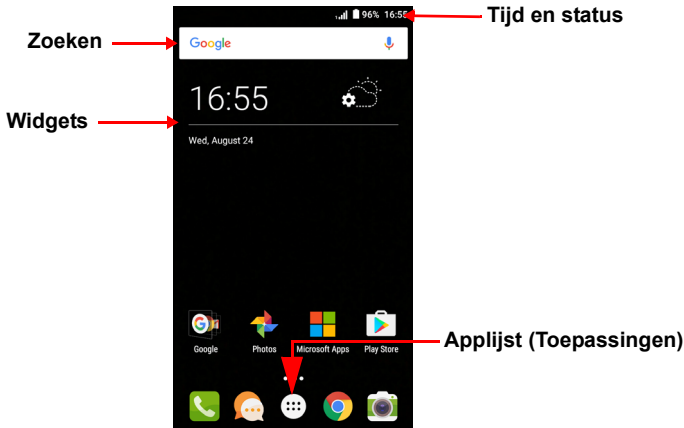 96% 16:55
Tijd en status
Zoeken
Google
16:55
Widgets
Wed, August 24
Google Photos Microsoft Apps Play Store
Applijst (Toepassingen)